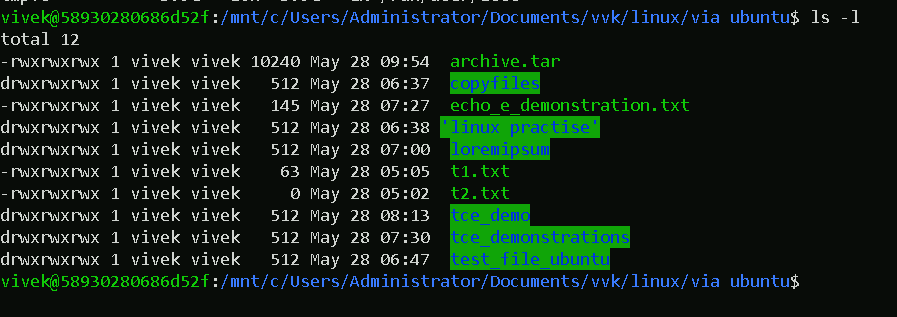 vivek@58930280686d52f:/mnt/c/Users/Administrator/Documents/vvk/linux/via ubuntu$ ls -l
total 12
-rwxrwxrwx 1 vivek vivek 10240 May 28 09:54  archive.tar
drwxrwxrwx 1 vivek vivek   512 May 28 06:37  copyfiles
-rwxrwxrwx 1 vivek vivek   145 May 28 07:27  echo_e_demonstration.txt
drwxrwxrwx 1 vivek vivek   512 May 28 06:38 'linux practise'
drwxrwxrwx 1 vivek vivek   512 May 28 07:00  loremipsum
-rwxrwxrwx 1 vivek vivek    63 May 28 05:05  t1.txt
-rwxrwxrwx 1 vivek vivek     0 May 28 05:02  t2.txt
drwxrwxrwx 1 vivek vivek   512 May 28 08:13  tce_demo
drwxrwxrwx 1 vivek vivek   512 May 28 07:30  tce_demonstrations
drwxrwxrwx 1 vivek vivek   512 May 28 06:47  test_file_ubuntu
vivek@58930280686d52f:/mnt/c/Users/Administrator/Documents/vvk/linux/via ubuntu$